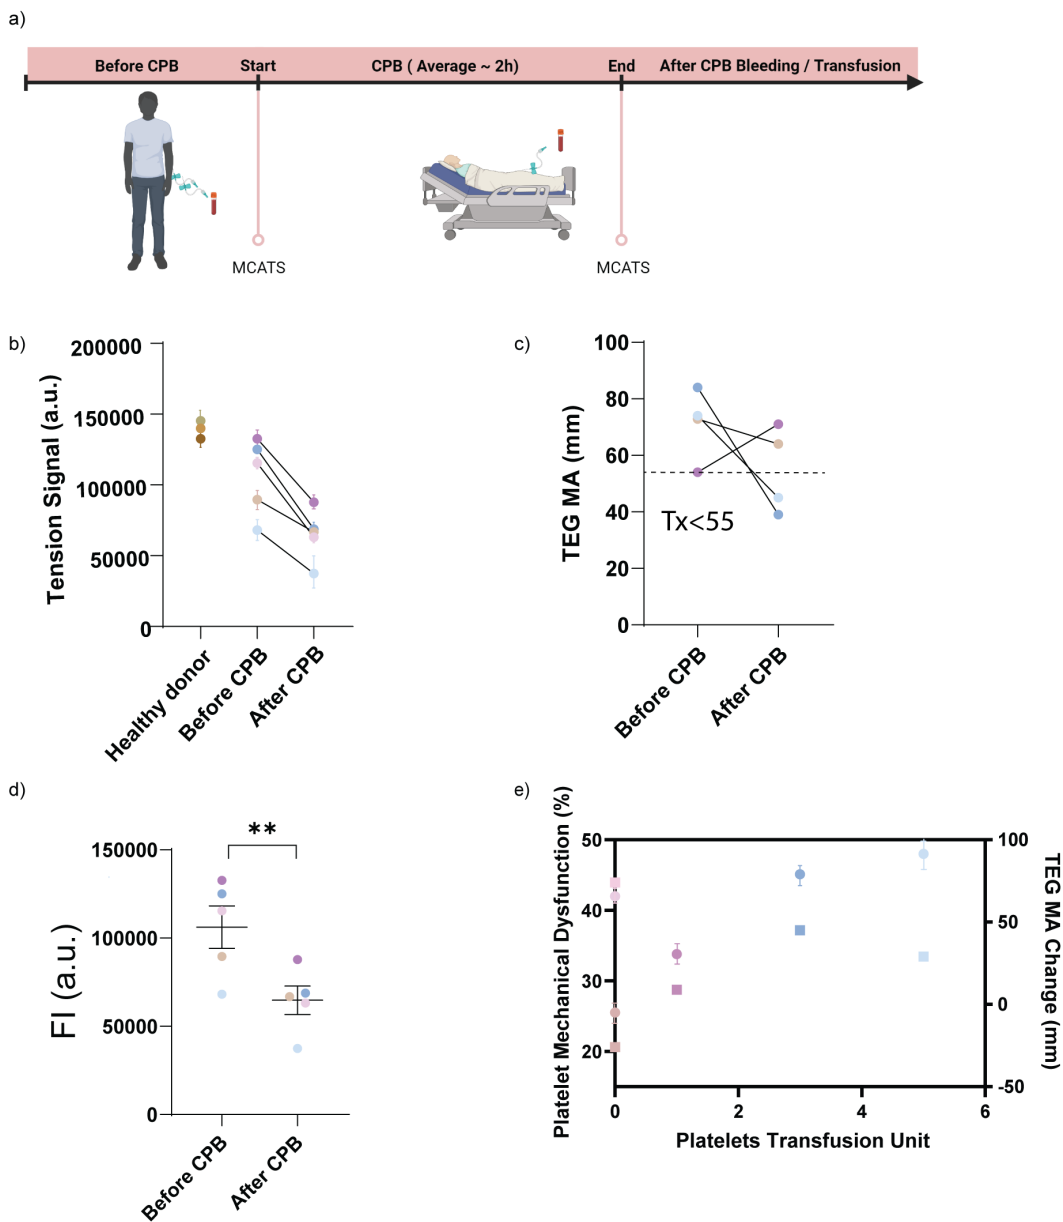 a)
Before CPB
Start
CPB ( Average ~ 2h)
End
After CPB Bleeding / Transfusion
MCATS
MCATS
b)
Tension Signal (a.u.)
200000
150000
100000
50000
0
Healthy donor
Before CPB
After CPB
c)
TEG MA (mm)
100
80
60
40
20
0
Tx<55
Before CPB
After CPB
d)
FI (a.u.)
150000
100000
50000
0
**
Before CPB
After CPB
e)
Platelet Mechanical Dysfunction (%)
50
40
30
20
100
50
0
-50
TEG MA Change (mm)
0
2
4
6
Platelets Transfusion Unit